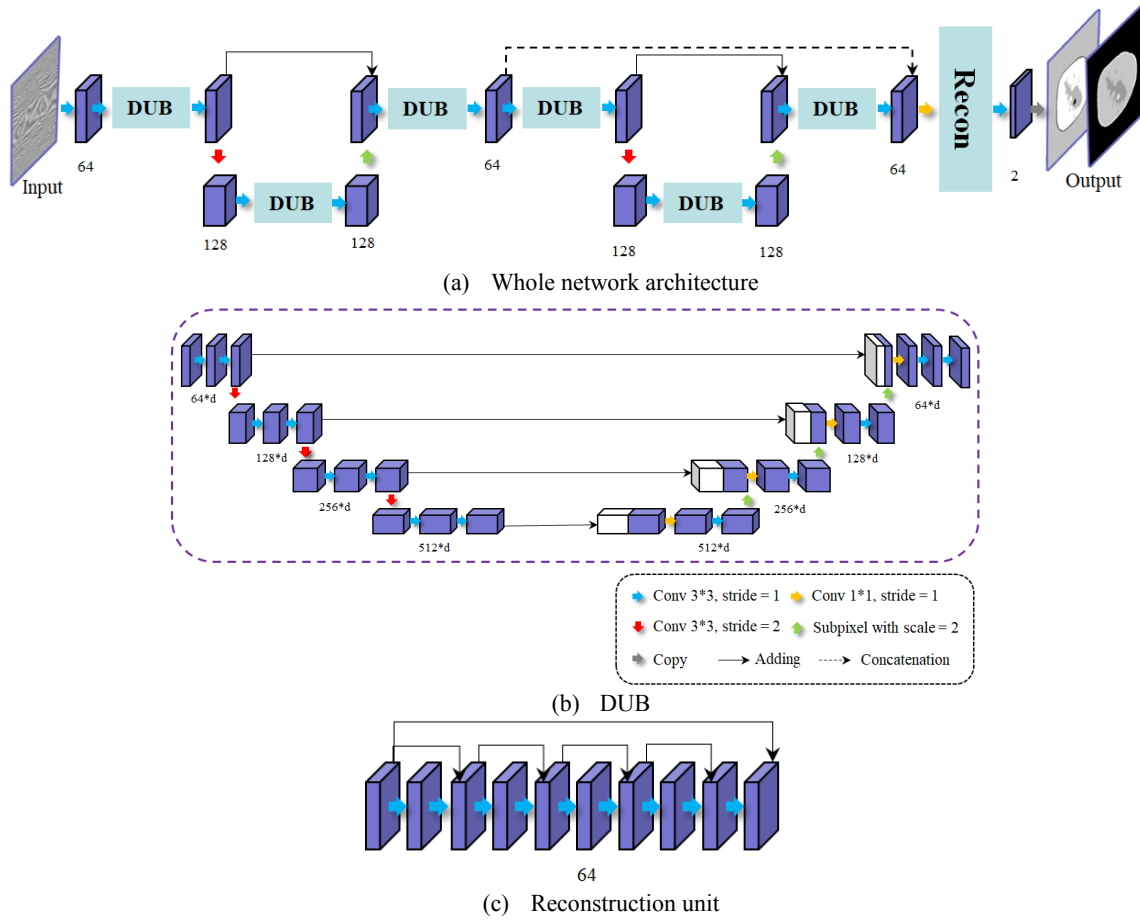 Input
64
DUB
DUB
64
DUB
DUB
64
Recon
2
Output
128
DUB
128
128
DUB
128
(a) Whole network architecture
64*d
64*d
128*d
128*d
256*d
256*d
512*d
512*d
Conv 3*3, stride = 1
Conv 1*1, stride = 1
Conv 3*3, stride = 2
Subpixel with scale = 2
Copy
Adding
Concatenation
(b) DUB
64
(c) Reconstruction unit